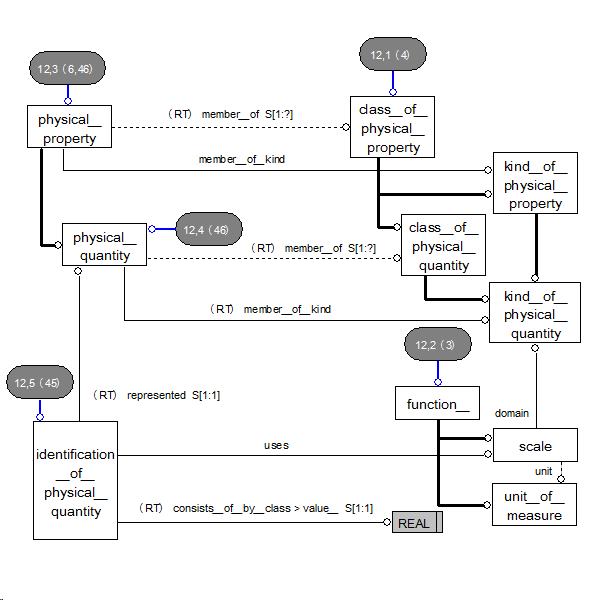 12,3 (6,46)
12,1 (4)
physical__
property
(RT) member__of S[1:?]
class__of__
physical__
property
member__of__kind
kind__of__
physical__
property
12,4 (46)
physical__
quantity
(RT) member__of S[1:?]
class__of__
physical__
quantity
kind__of__
physical__
quantity
(RT) member__of__kind
12,2 (3)
12,5 (45)
(RT) represented S[1:1]
function__
domain
identification
__of__
physical__
quantity
uses
scale
unit
unit__of__
measure
(RT) consists__of__by__class > value__ S[1:1]
REAL